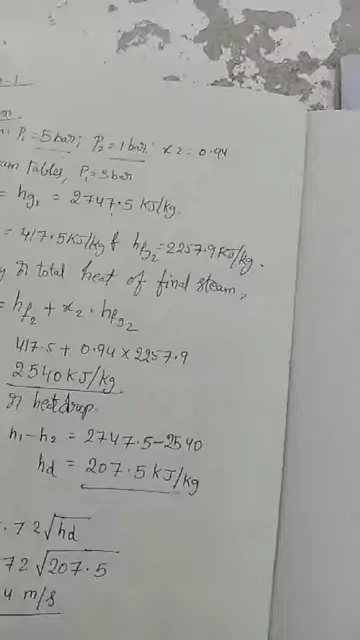 P₁ = 5 bar; P₂ = 1 bar; x₂ = 0.94
am tables, P₁ = 5 bar
= hg₁ = 2747.5 KJ/kg.
= 417.5 KJ/kg & hfg₂ = 2257.9 KJ/kg.
y or total heat of final steam,
= hf₂ + x₂ . hfg₂
417.5 + 0.94 × 2257.9
2540 KJ/kg.
or heat drop.
h₁ - h₂ = 2747.5 - 2540
hd = 207.5 KJ/kg
.72√hd
72√207.5
4 m/s